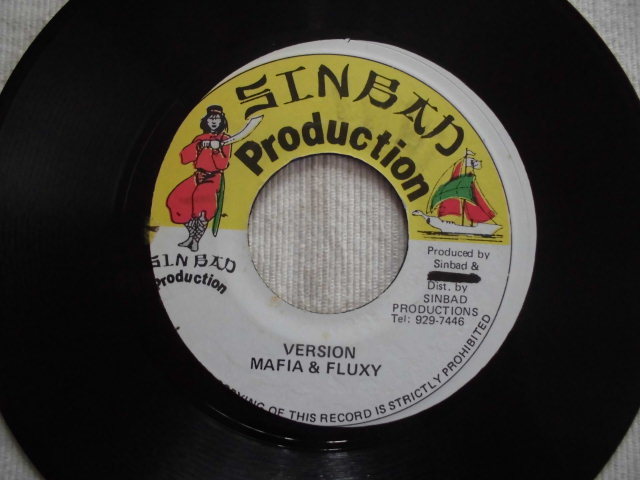 SINBAD
Production
SINBAD
Production
Produced by
Sinbad &
Dist. by
SINBAD
PRODUCTIONS
Tel: 929-7446
VERSION
MAFIA & FLUXY
OF THIS RECORD IS STRICTLY PROHIBITED